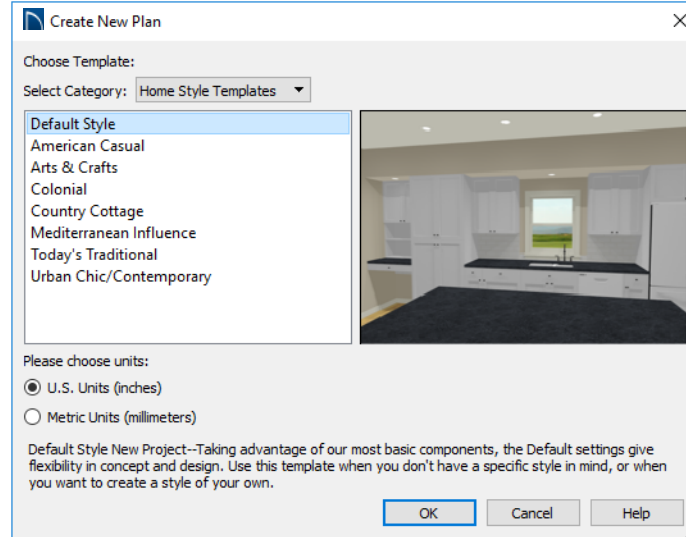 Create New Plan
Choose Template:
Select Category: Home Style Templates
Default Style
American Casual
Arts & Crafts
Colonial
Country Cottage
Mediterranean Influence
Today's Traditional
Urban Chic/Contemporary
Please choose units:
U.S. Units (inches)
Metric Units (millimeters)
Default Style New Project--Taking advantage of our most basic components, the Default settings give
flexibility in concept and design. Use this template when you don't have a specific style in mind, or when
you want to create a style of your own.
OK Cancel Help